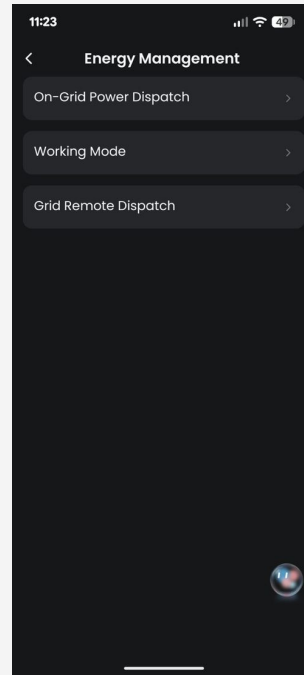 11:23
49
Energy Management
On-Grid Power Dispatch
Working Mode
Grid Remote Dispatch